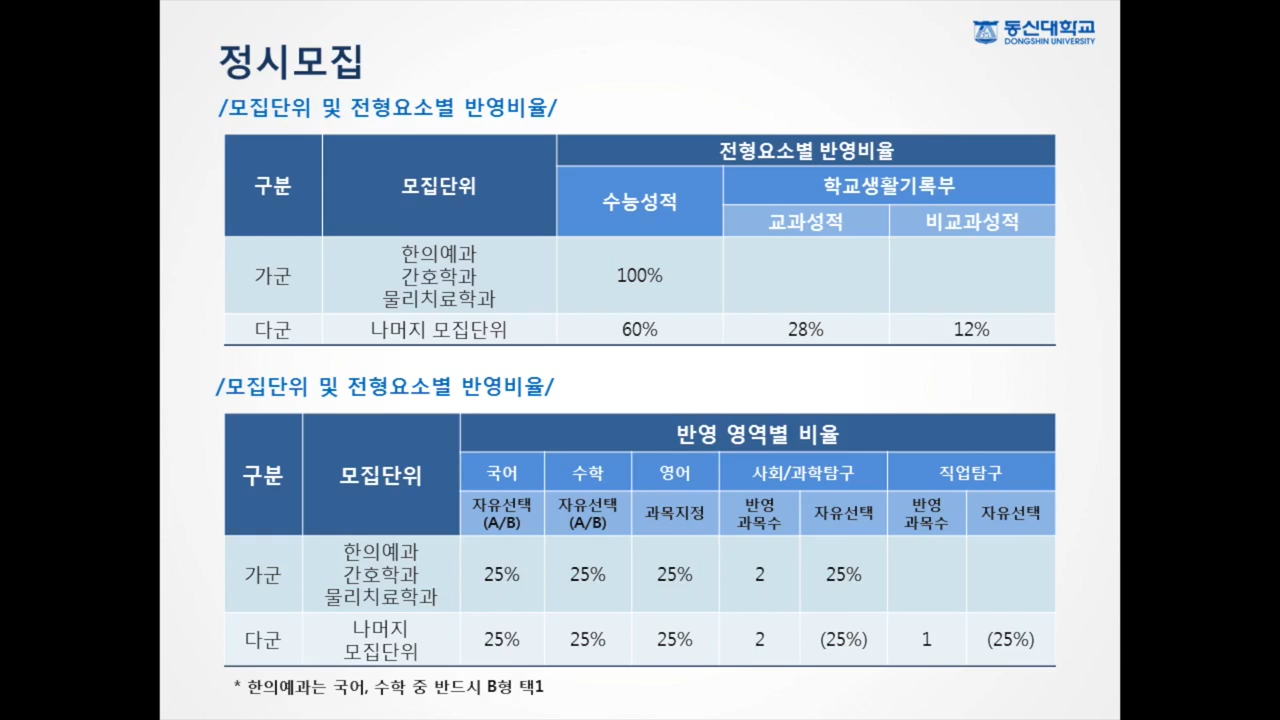 동신대학교
DONGSHIN UNIVERSITY
정시모집
/모집단위 및 전형요소별 반영비율/
구분 모집단위 전형요소별 반영비율
수능성적 학교생활기록부
교과성적 비교과성적
가군 한의예과 간호학과 물리치료학과 100%
다군 나머지 모집단위 60% 28% 12%
/모집단위 및 전형요소별 반영비율/
구분 모집단위 반영 영역별 비율
국어 수학 영어 사회/과학탐구 직업탐구
자유선택 (A/B) 자유선택 (A/B) 과목지정 반영 과목수 자유선택 반영 과목수 자유선택
가군 한의예과 간호학과 물리치료학과 25% 25% 25% 2 25%
다군 나머지 모집단위 25% 25% 25% 2 (25%) 1 (25%)
* 한의예과는 국어, 수학 중 반드시 B형 택1